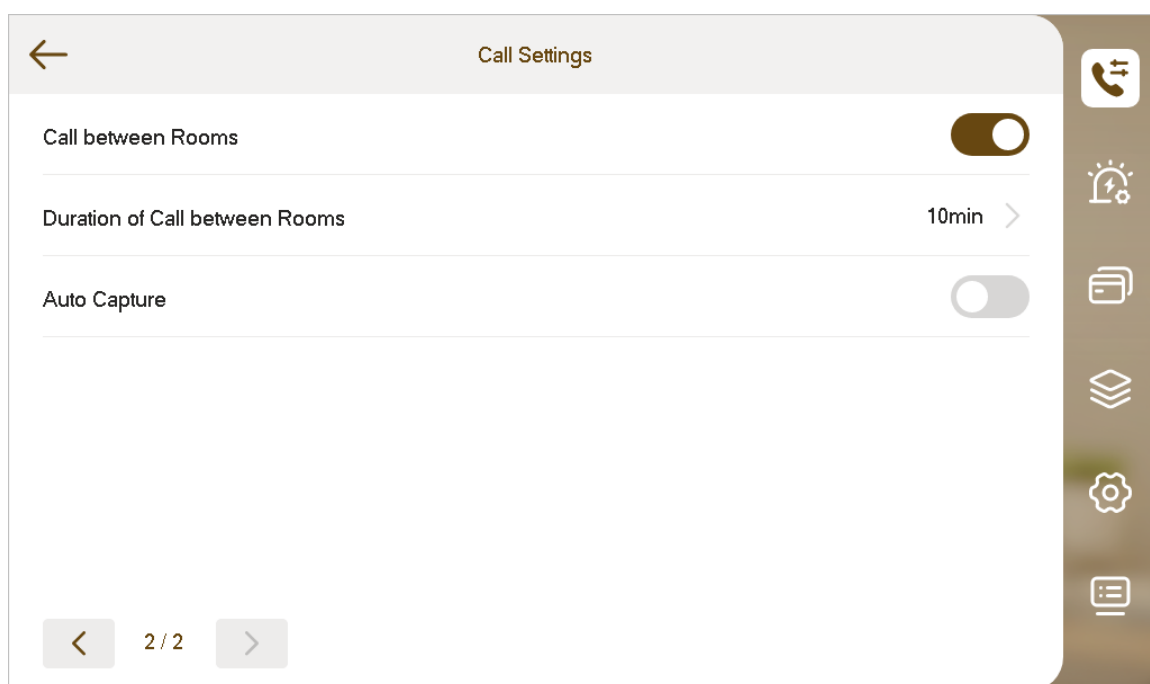 Call Settings
Call between Rooms
Duration of Call between Rooms 10min
Auto Capture
2 / 2